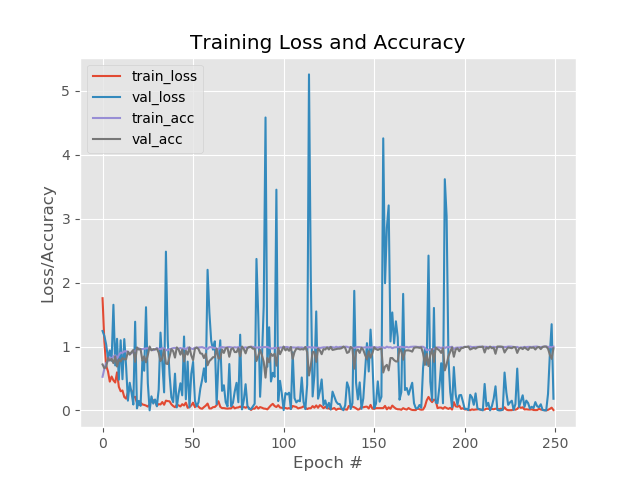 Training Loss and Accuracy
train_loss
val_loss
train_acc
val_acc
5
4
3
2
1
0
Loss/Accuracy
0 50 100 150 200 250
Epoch #